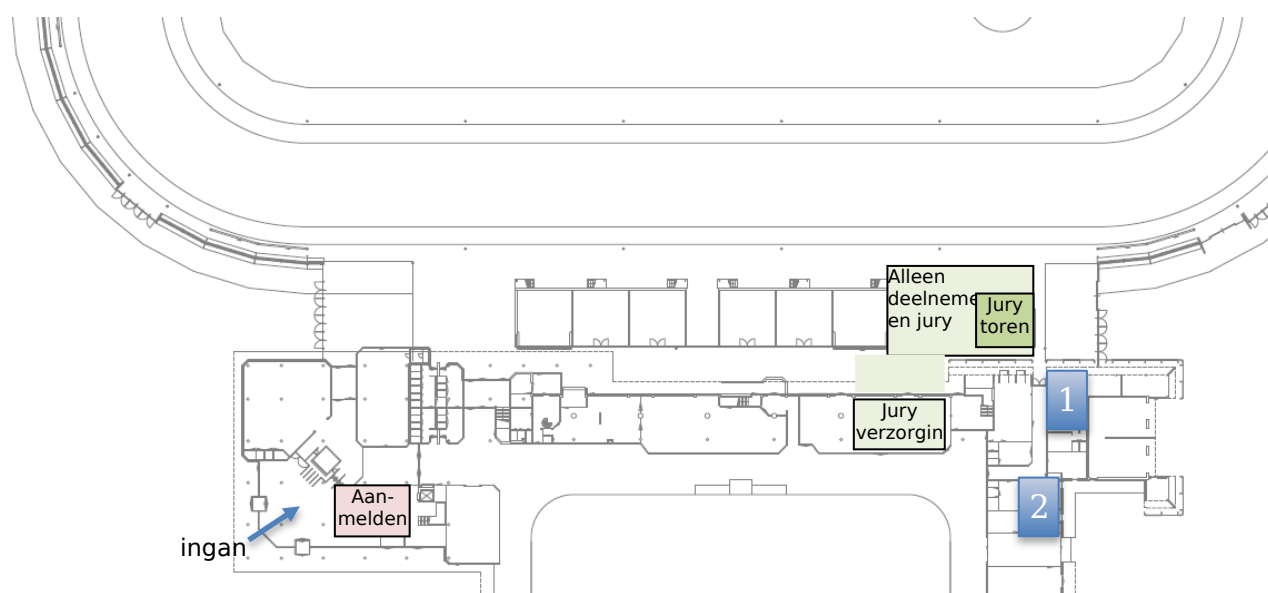 Alleen
deelneme
en jury
Jury
toren
1
Jury
verzorgin
2
Aan-
melden
ingan